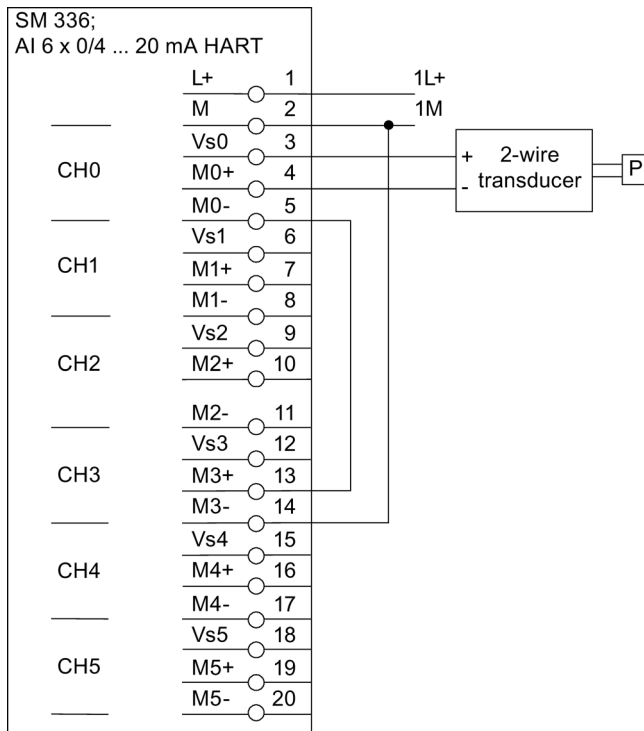 SM 336;
AI 6 x 0/4 ... 20 mA HART
L+ 1 1L+
M 2 1M
Vs0 3
CH0 M0+ 4
M0- 5
Vs1 6
CH1 M1+ 7
M1- 8
Vs2 9
CH2 M2+ 10
M2- 11
Vs3 12
CH3 M3+ 13
M3- 14
Vs4 15
CH4 M4+ 16
M4- 17
Vs5 18
CH5 M5+ 19
M5- 20
+ 2-wire
- transducer
P